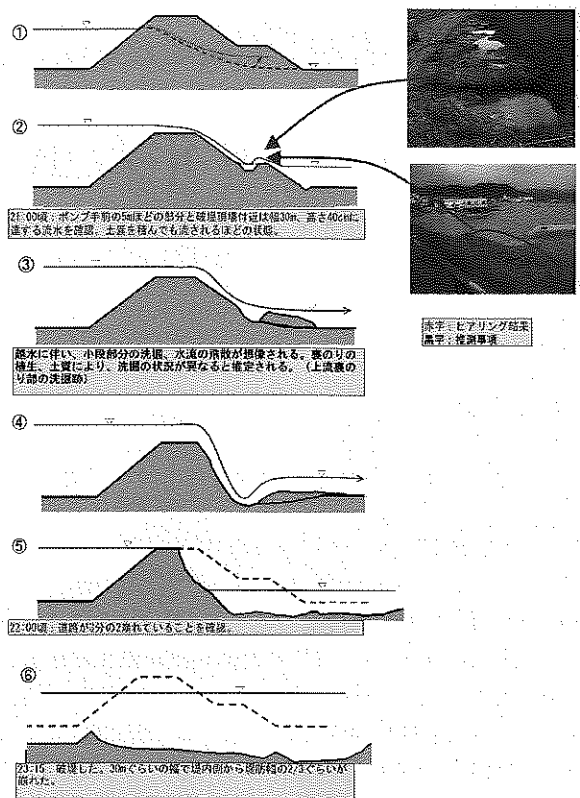 ①
②
21:00頃：ポンプ手前の5mほどの部分と破堤頂場付近は幅30m、高さ40cmに
達する流水を確認。土嚢を積んでも流されるほどの状態。
③
越水に伴い、小段部分の洗掘、水流の飛散が想像される。裏のりの
植生、土質により、洗掘の状況が異なると推定される。（上流裏の
り部の洗掘跡）
赤字：ヒアリング結果
黒字：推測事項
④
⑤
22:00頃：道路が3分の2崩れていることを確認。
⑥
23:15 破堤した。30mぐらいの幅で堤内側から堤防幅の2/3ぐらいが
崩れた。